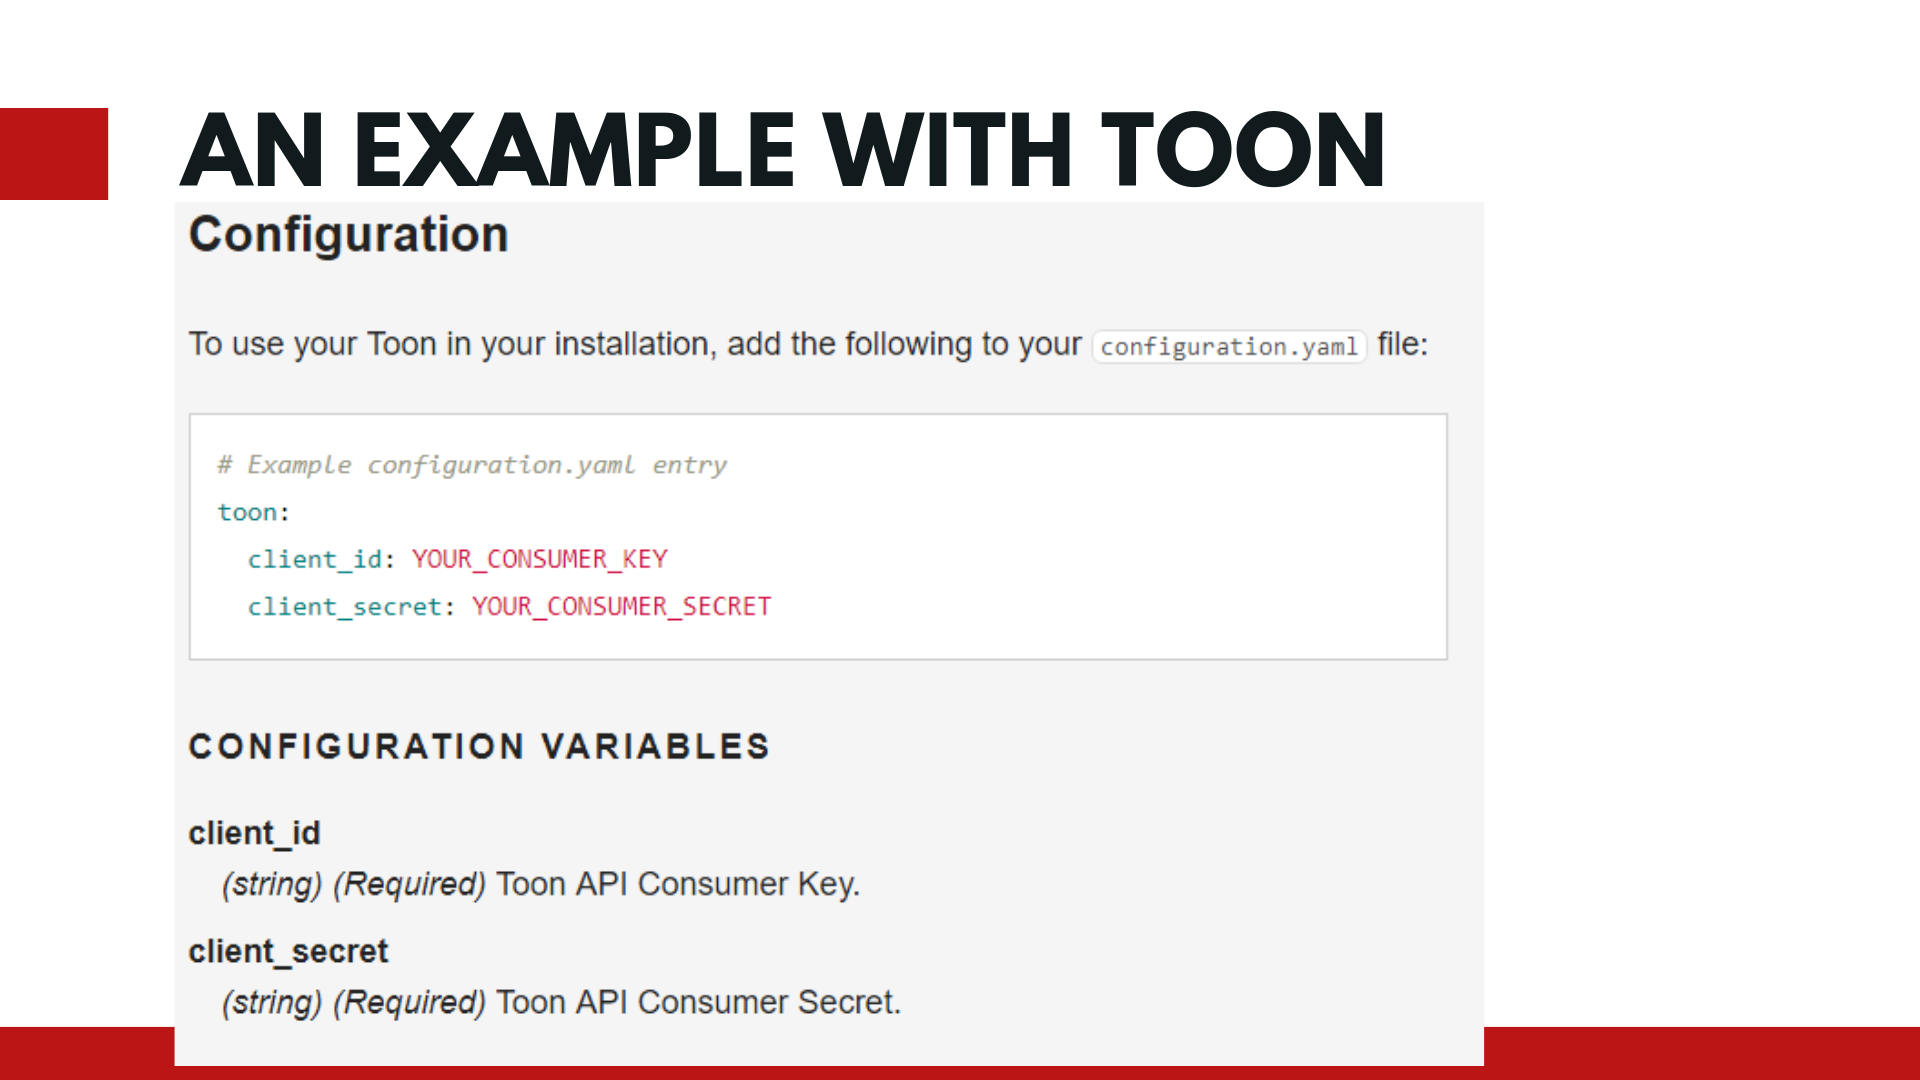 AN EXAMPLE WITH TOON
Configuration
To use your Toon in your installation, add the following to your configuration.yaml file:
# Example configuration.yaml entry
toon:
  client_id: YOUR_CONSUMER_KEY
  client_secret: YOUR_CONSUMER_SECRET
CONFIGURATION VARIABLES
client_id
(string) (Required) Toon API Consumer Key.
client_secret
(string) (Required) Toon API Consumer Secret.